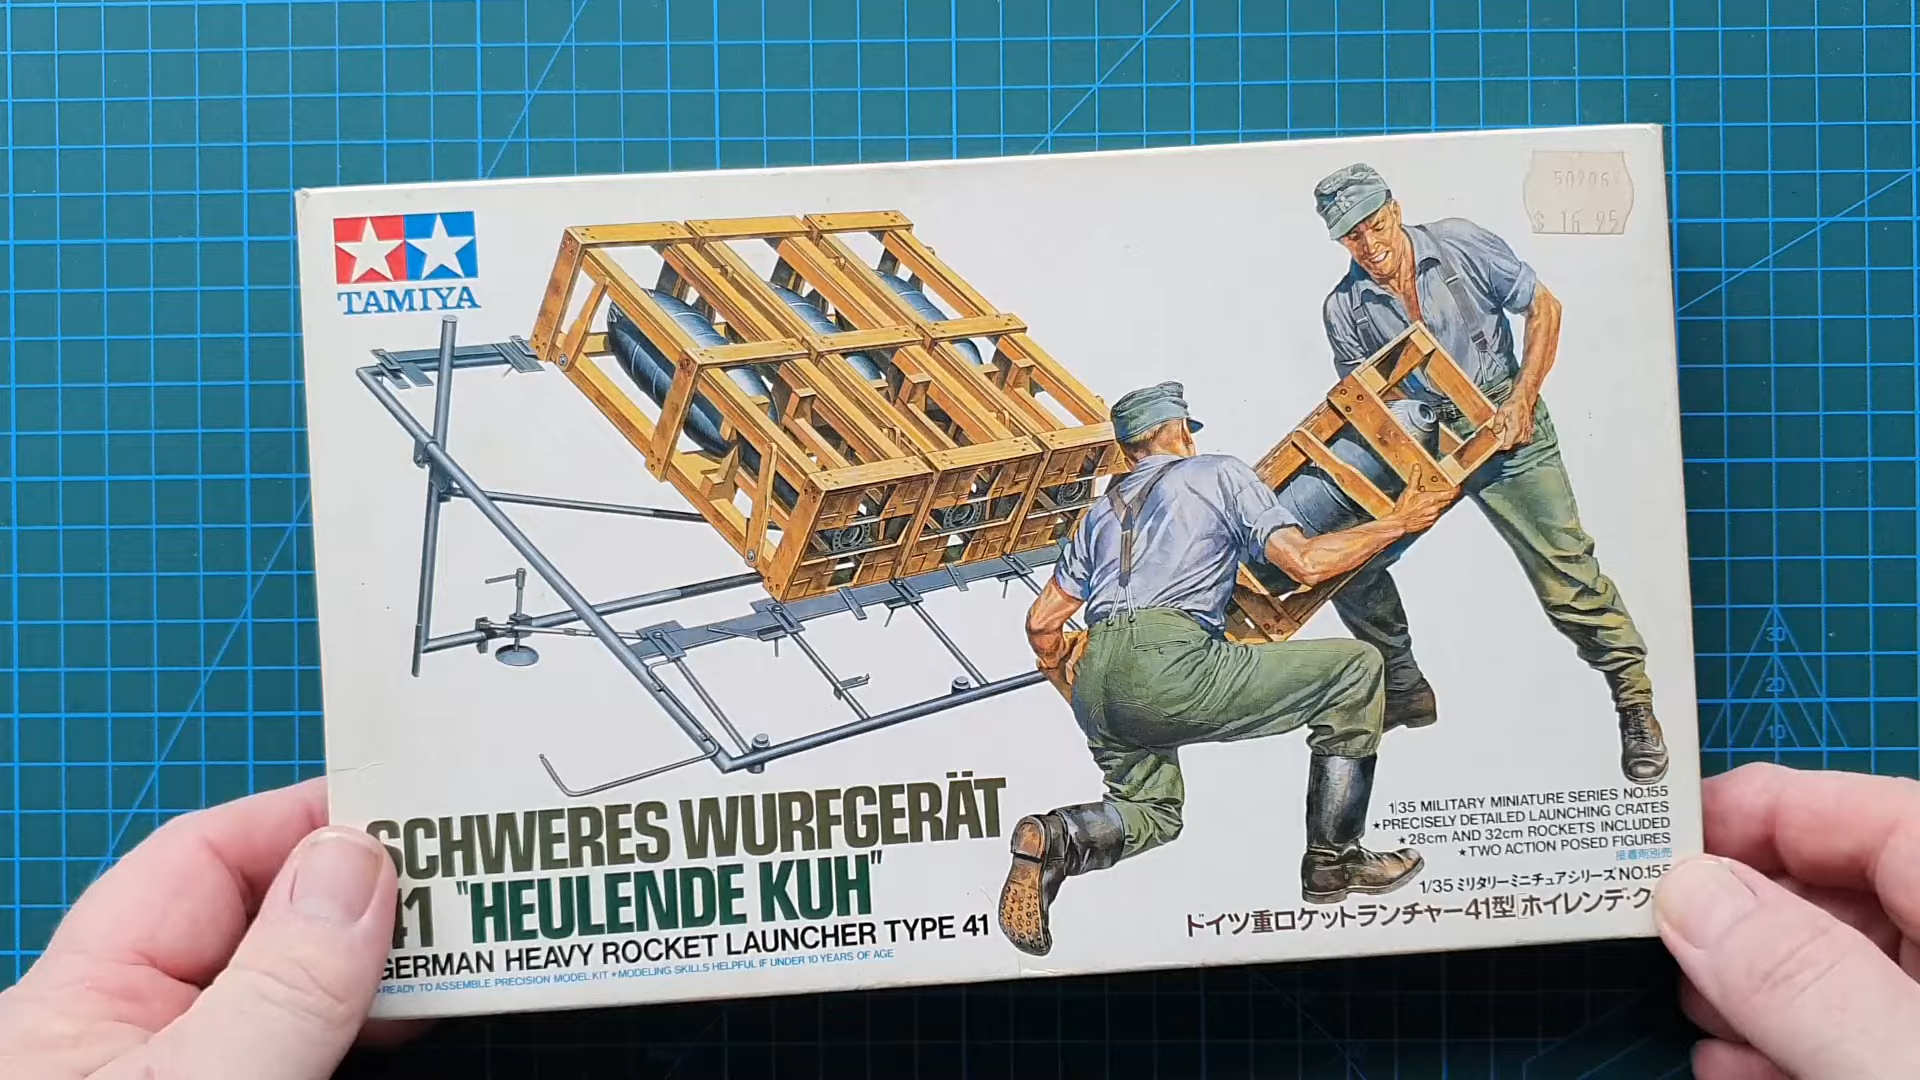 TAMIYA
$ 16.95
SCHWERES WURFGERÄT
41 "HEULENDE KUH"
GERMAN HEAVY ROCKET LAUNCHER TYPE 41
★READY TO ASSEMBLE PRECISION MODEL KIT ★MODELING SKILLS HELPFUL IF UNDER 10 YEARS OF AGE
1/35 MILITARY MINIATURE SERIES NO.155
★PRECISELY DETAILED LAUNCHING CRATES
★28cm AND 32cm ROCKETS INCLUDED
★TWO ACTION POSED FIGURES
接着剤別売
1/35 ミリタリーミニチュアシリーズ NO.155
ドイツ重ロケットランチャー41型 ホイレンデ・ク
30
20
10